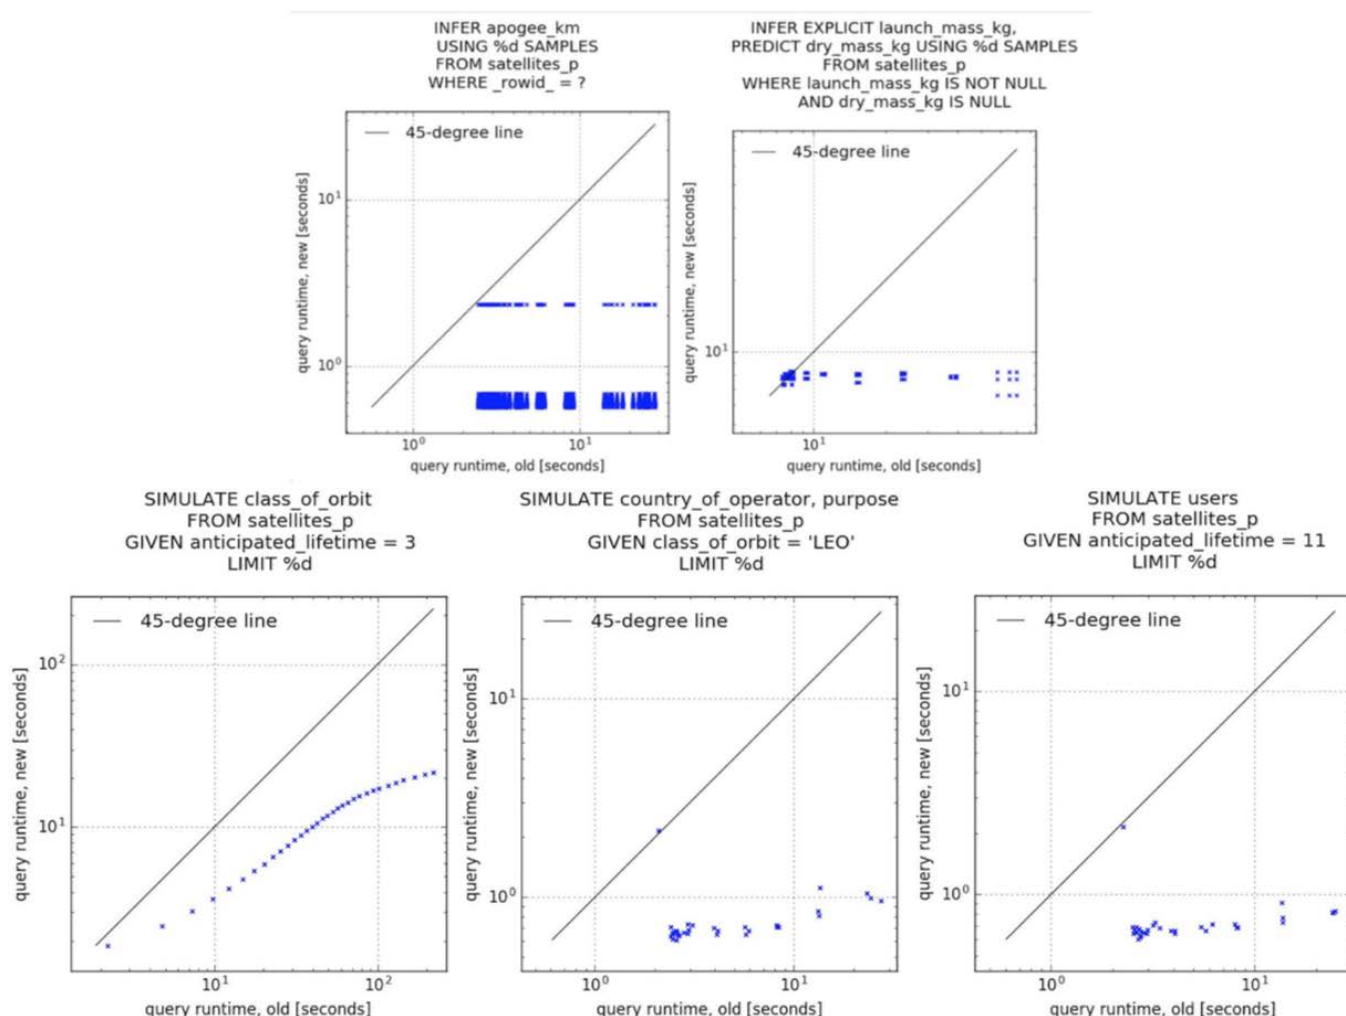 INFER apogee_km
USING %d SAMPLES
FROM satellites_p
WHERE _rowid_ = ?
45-degree line
query runtime, new [seconds]
10¹
10⁰
10⁰
10¹
query runtime, old [seconds]
INFER EXPLICIT launch_mass_kg,
PREDICT dry_mass_kg USING %d SAMPLES
FROM satellites_p
WHERE launch_mass_kg IS NOT NULL
AND dry_mass_kg IS NULL
45-degree line
query runtime, new [seconds]
10¹
10¹
query runtime, old [seconds]
SIMULATE class_of_orbit
FROM satellites_p
GIVEN anticipated_lifetime = 3
LIMIT %d
45-degree line
query runtime, new [seconds]
10²
10¹
10¹
10²
query runtime, old [seconds]
SIMULATE country_of_operator, purpose
FROM satellites_p
GIVEN class_of_orbit = 'LEO'
LIMIT %d
45-degree line
query runtime, new [seconds]
10¹
10⁰
10⁰
10¹
query runtime, old [seconds]
SIMULATE users
FROM satellites_p
GIVEN anticipated_lifetime = 11
LIMIT %d
45-degree line
query runtime, new [seconds]
10¹
10⁰
10⁰
10¹
query runtime, old [seconds]